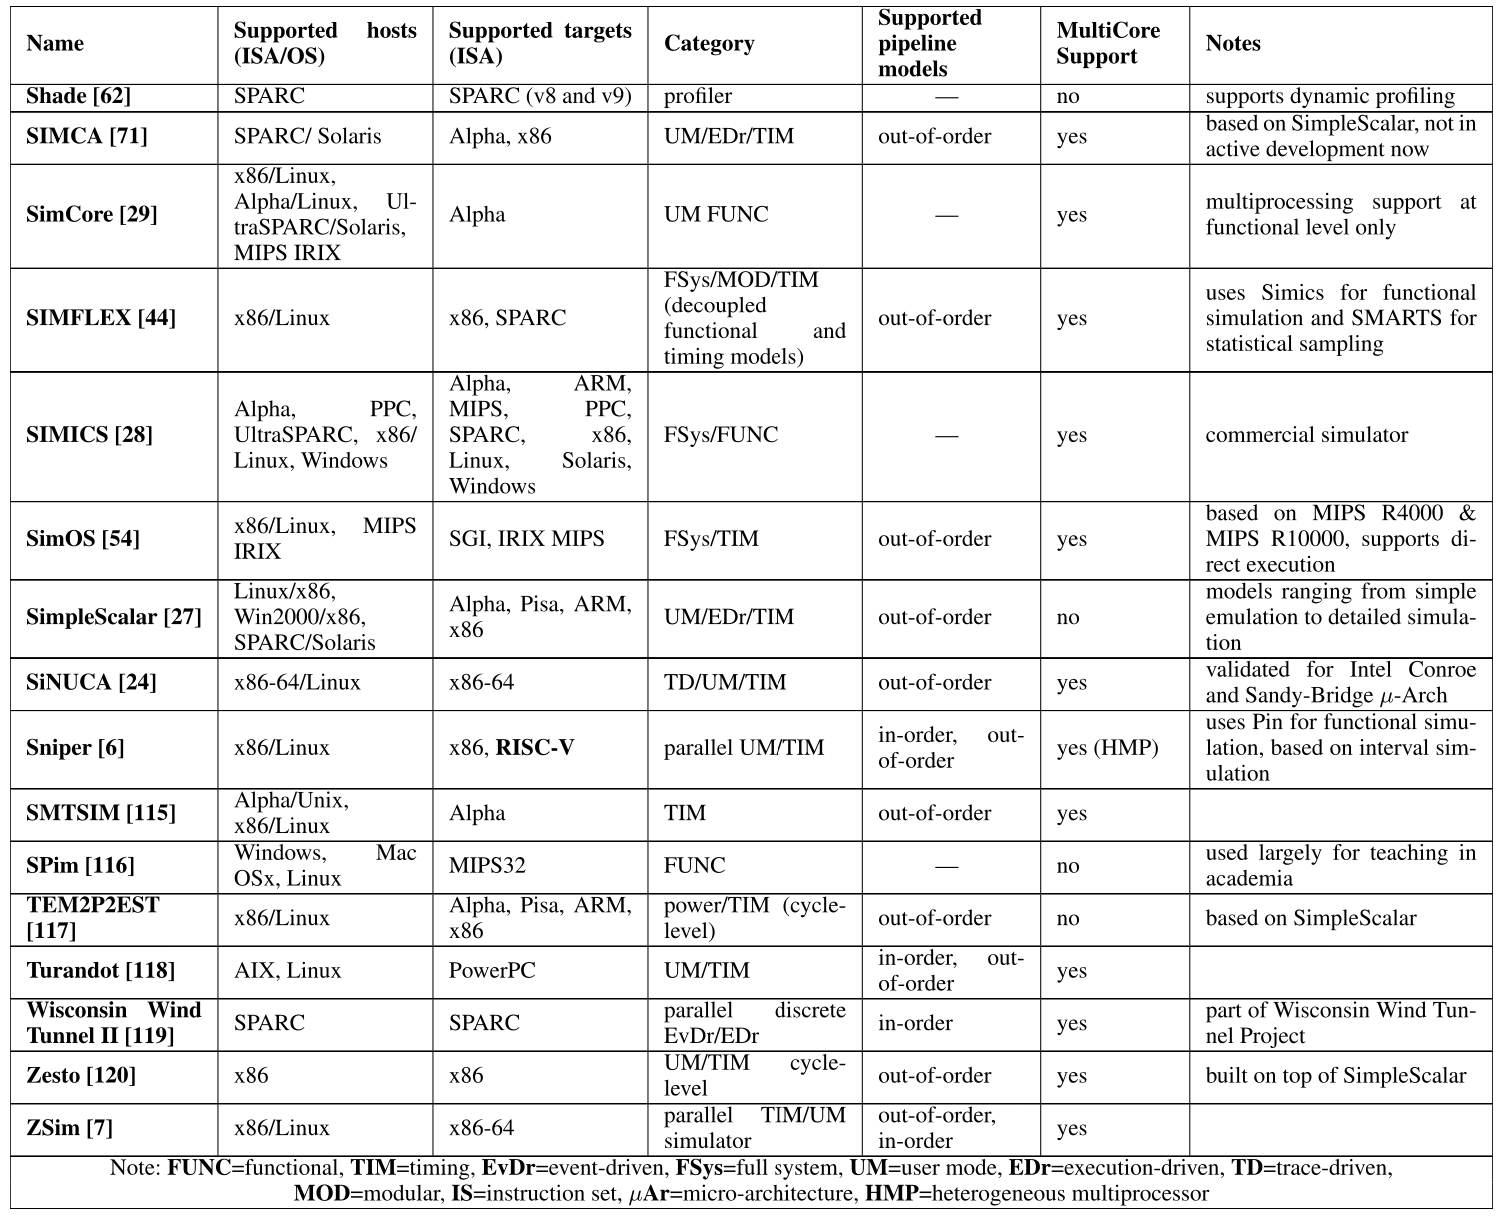 Name
Supported hosts
(ISA/OS)
Supported targets
(ISA)
Category
Supported
pipeline
models
MultiCore
Support
Notes
Shade [62]
SPARC
SPARC (v8 and v9)
profiler
—
no
supports dynamic profiling
SIMCA [71]
SPARC/ Solaris
Alpha, x86
UM/EDr/TIM
out-of-order
yes
based on SimpleScalar, not in
active development now
SimCore [29]
x86/Linux,
Alpha/Linux, Ul-
traSPARC/Solaris,
MIPS IRIX
Alpha
UM FUNC
—
yes
multiprocessing support at
functional level only
SIMFLEX [44]
x86/Linux
x86, SPARC
FSys/MOD/TIM
(decoupled
functional and
timing models)
out-of-order
yes
uses Simics for functional
simulation and SMARTS for
statistical sampling
SIMICS [28]
Alpha, PPC,
UltraSPARC, x86/
Linux, Windows
Alpha, ARM,
MIPS, PPC,
SPARC, x86,
Linux, Solaris,
Windows
FSys/FUNC
—
yes
commercial simulator
SimOS [54]
x86/Linux, MIPS
IRIX
SGI, IRIX MIPS
FSys/TIM
out-of-order
yes
based on MIPS R4000 &
MIPS R10000, supports di-
rect execution
SimpleScalar [27]
Linux/x86,
Win2000/x86,
SPARC/Solaris
Alpha, Pisa, ARM,
x86
UM/EDr/TIM
out-of-order
no
models ranging from simple
emulation to detailed simula-
tion
SiNUCA [24]
x86-64/Linux
x86-64
TD/UM/TIM
out-of-order
yes
validated for Intel Conroe
and Sandy-Bridge μ-Arch
Sniper [6]
x86/Linux
x86, RISC-V
parallel UM/TIM
in-order, out-
of-order
yes (HMP)
uses Pin for functional simu-
lation, based on interval sim-
ulation
SMTSIM [115]
Alpha/Unix,
x86/Linux
Alpha
TIM
out-of-order
yes
SPim [116]
Windows, Mac
OSx, Linux
MIPS32
FUNC
—
no
used largely for teaching in
academia
TEM2P2EST
[117]
x86/Linux
Alpha, Pisa, ARM,
x86
power/TIM (cycle-
level)
out-of-order
no
based on SimpleScalar
Turandot [118]
AIX, Linux
PowerPC
UM/TIM
in-order, out-
of-order
yes
Wisconsin Wind
Tunnel II [119]
SPARC
SPARC
parallel discrete
EvDr/EDr
in-order
yes
part of Wisconsin Wind Tun-
nel Project
Zesto [120]
x86
x86
UM/TIM cycle-
level
out-of-order
yes
built on top of SimpleScalar
ZSim [7]
x86/Linux
x86-64
parallel TIM/UM
simulator
out-of-order,
in-order
yes
Note: FUNC=functional, TIM=timing, EvDr=event-driven, FSys=full system, UM=user mode, EDr=execution-driven, TD=trace-driven,
MOD=modular, IS=instruction set, μAr=micro-architecture, HMP=heterogeneous multiprocessor